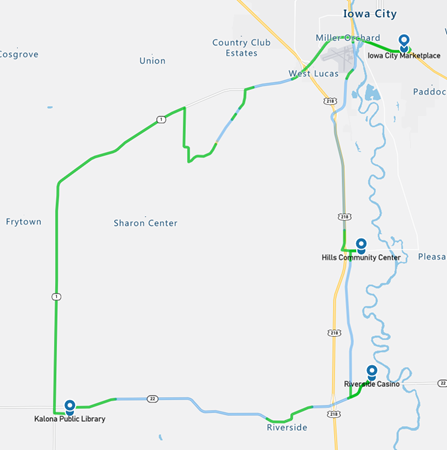 Iowa City
Miller Orchard
Country Club
Estates
Iowa City Marketplace
Cosgrove
Union
West Lucas
Paddoc
218
1
Frytown
Sharon Center
218
Hills Community Center
Pleasa
1
218
Riverside Casino
22
22
Kalona Public Library
218
Riverside